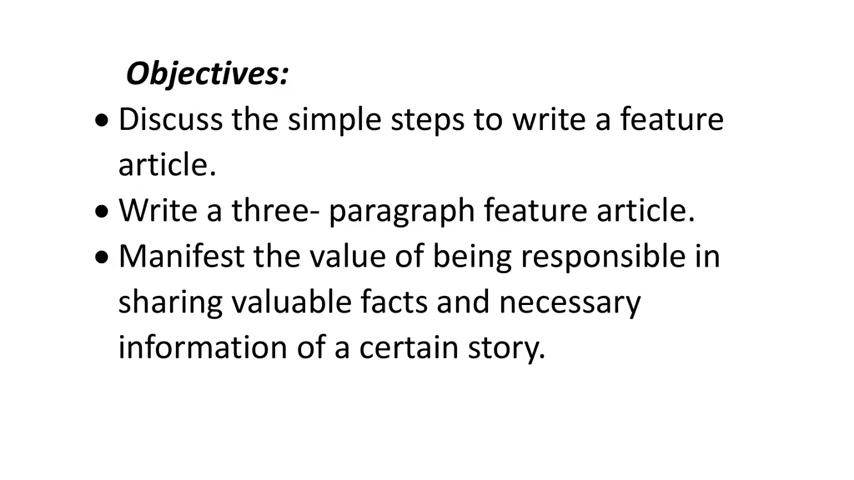 Objectives:
• Discuss the simple steps to write a feature
article.
• Write a three- paragraph feature article.
• Manifest the value of being responsible in
sharing valuable facts and necessary
information of a certain story.